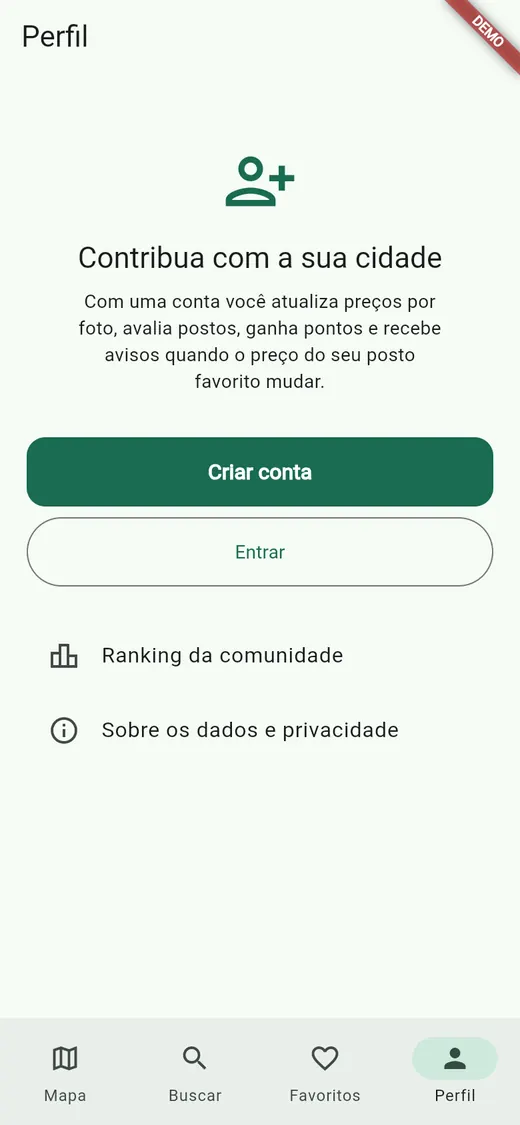 Perfil
DEMO
Contribua com a sua cidade
Com uma conta você atualiza preços por
foto, avalia postos, ganha pontos e recebe
avisos quando o preço do seu posto
favorito mudar.
Criar conta
Entrar
Ranking da comunidade
Sobre os dados e privacidade
Mapa
Buscar
Favoritos
Perfil